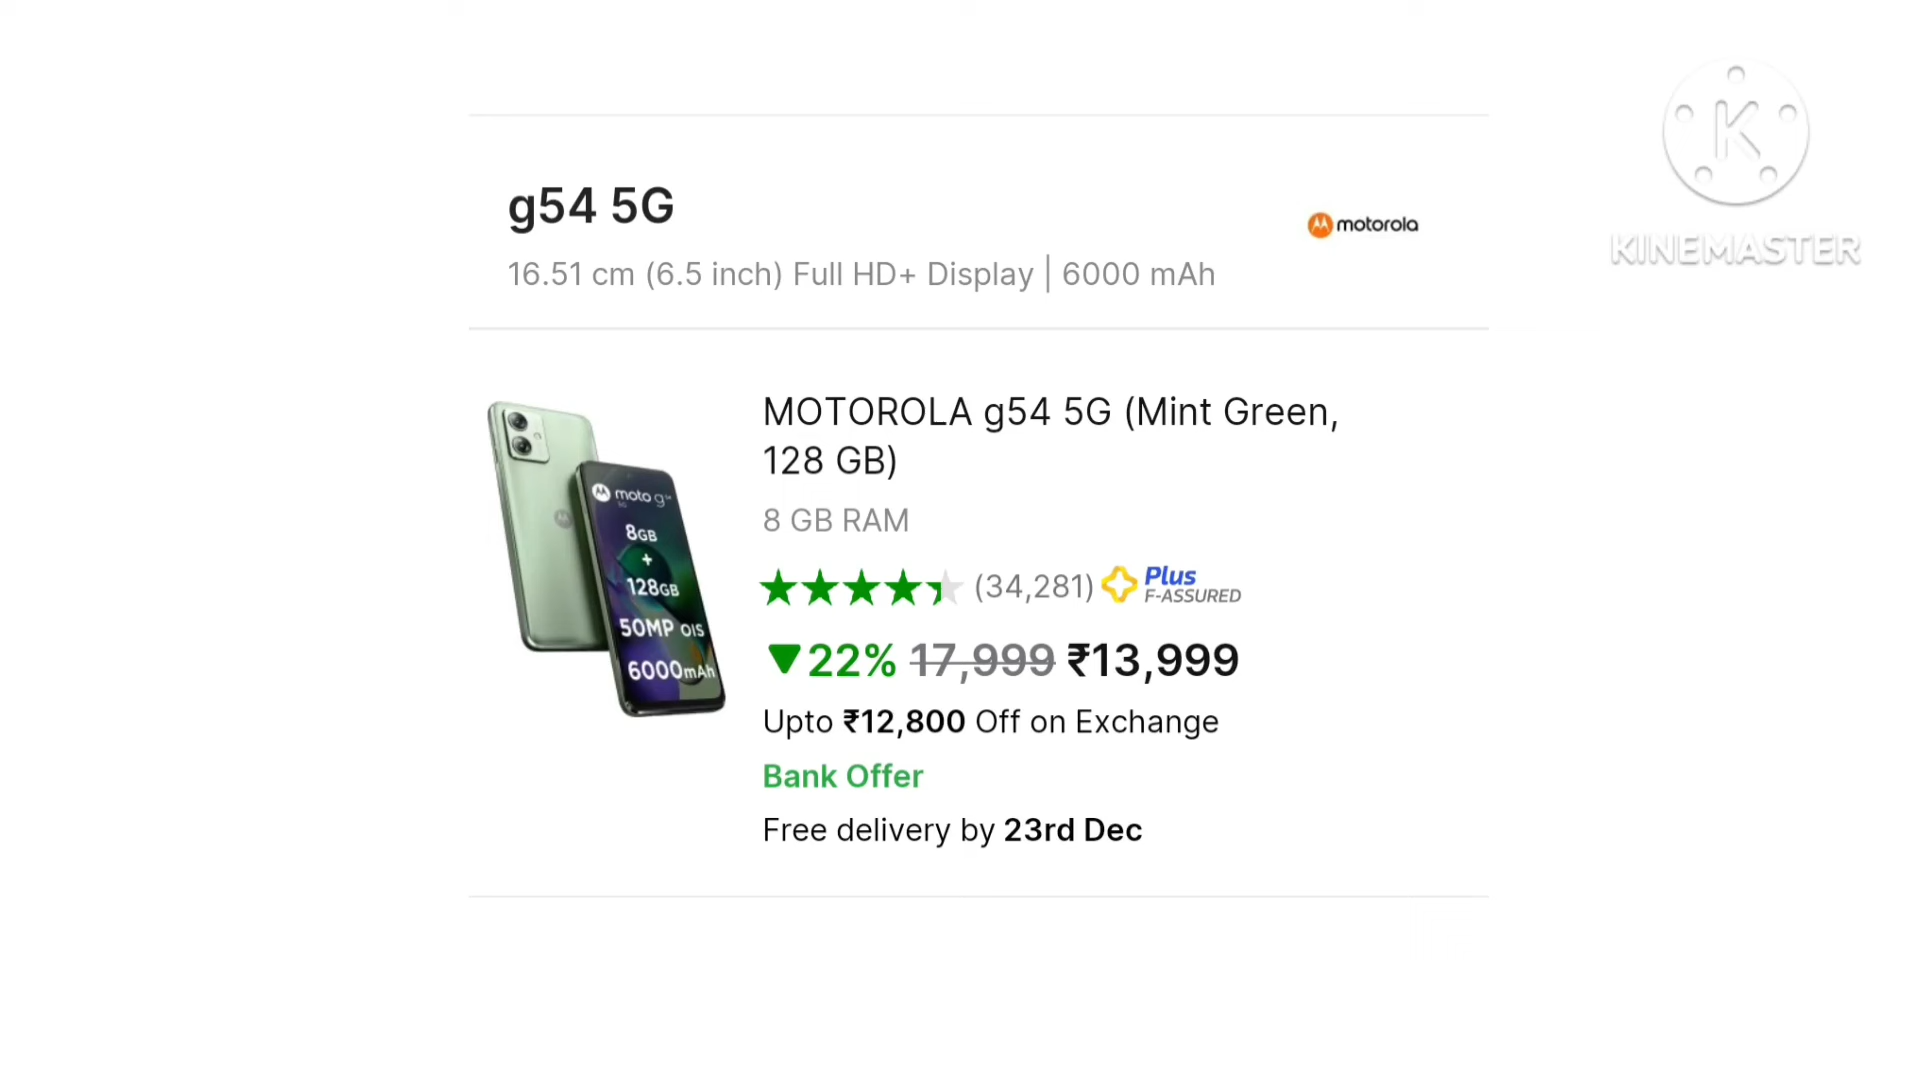 g54 5G
motorola
16.51 cm (6.5 inch) Full HD+ Display | 6000 mAh
K
KINEMASTER
MOTOROLA g54 5G (Mint Green,
128 GB)
8 GB RAM
(34,281) Plus
F-ASSURED
▼22% 17,999 ₹13,999
Upto ₹12,800 Off on Exchange
Bank Offer
Free delivery by 23rd Dec
moto g54
5G
8GB
+
128GB
50MP OIS
6000mAh